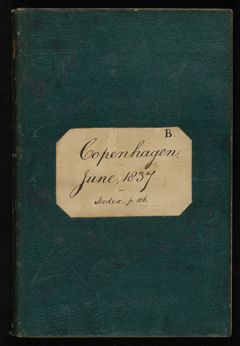 B.
Copenhagen.
June, 1837.
Index, p. 116.